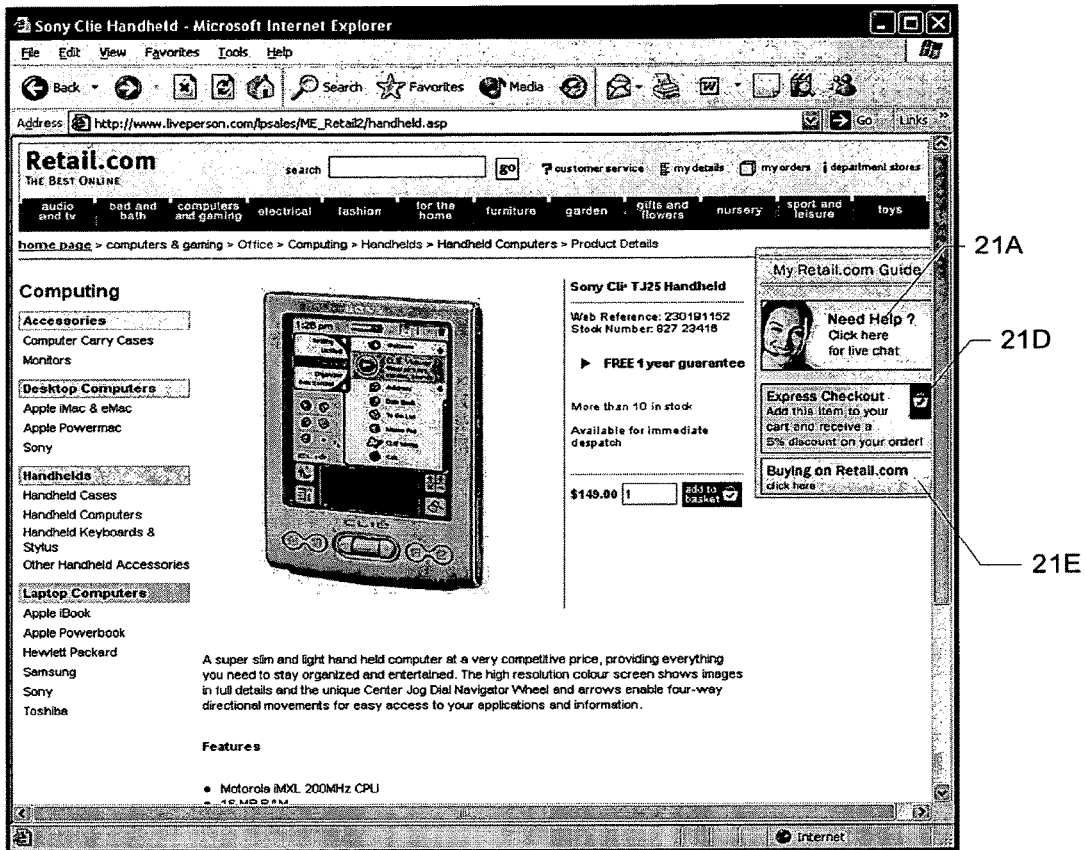 Sony Clie Handheld - Microsoft Internet Explorer
File Edit View Favorites Tools Help
Back Search Favorites Media
Address http://www.liveperson.com/lpsales/ME_Retail2/handheld.asp Go Links »
Retail.com
THE BEST ONLINE
search go ? customer service my details my orders i department stores
audio and tv bed and bath computers and gaming electrical fashion for the home furniture garden gifts and flowers nursery sport and leisure toys
home page > computers & gaming > Office > Computing > Handhelds > Handheld Computers > Product Details
Computing
Accessories
Computer Carry Cases
Monitors
Desktop Computers
Apple iMac & eMac
Apple Powermac
Sony
Handhelds
Handheld Cases
Handheld Computers
Handheld Keyboards &
Stylus
Other Handheld Accessories
Laptop Computers
Apple iBook
Apple Powerbook
Hewlett Packard
Samsung
Sony
Toshiba
1:26 pm
CLIE
Sony Clie TJ25 Handheld
Web Reference: 230191152
Stock Number: 827 23416
FREE 1 year guarantee
More than 10 in stock
Available for immediate
despatch
$149.00 1 add to basket
My Retail.com Guide
Need Help ?
Click here
for live chat
Express Checkout
Add this item to your
cart and receive a
5% discount on your order!
Buying on Retail.com
click here
21A
21D
21E
A super slim and light hand held computer at a very competitive price, providing everything
you need to stay organized and entertained. The high resolution colour screen shows images
in full details and the unique Center Jog Dial Navigator Wheel and arrows enable four-way
directional movements for easy access to your applications and information.
Features
• Motorola iMXL 200MHz CPU
Internet